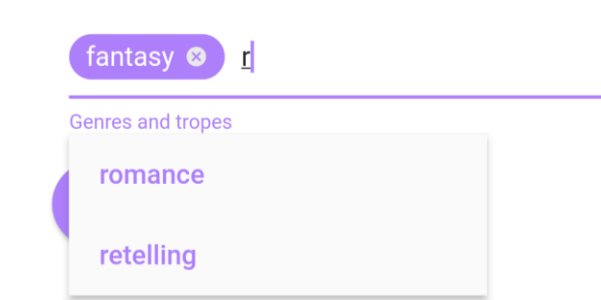 fantasy r
Genres and tropes
romance
retelling